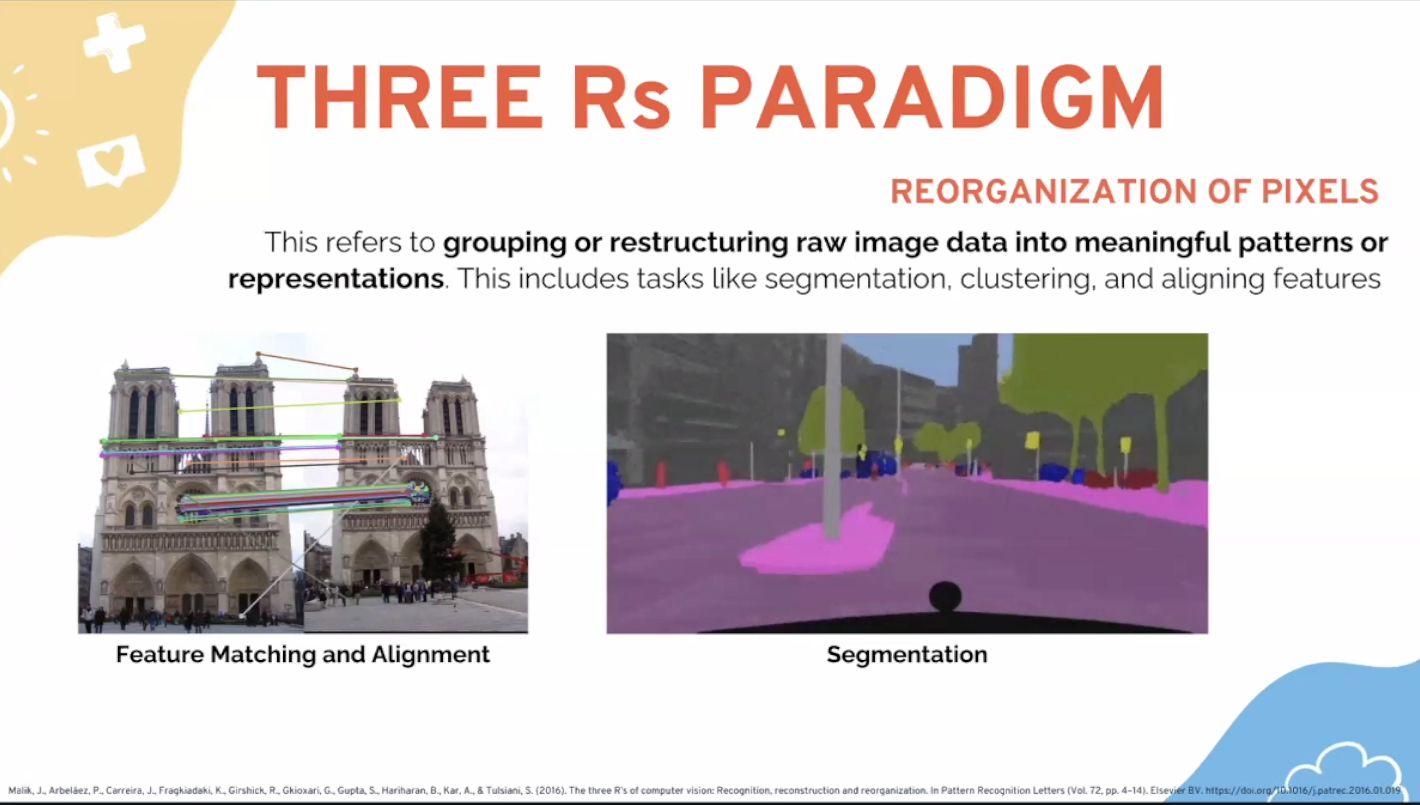 THREE Rs PARADIGM
REORGANIZATION OF PIXELS
This refers to grouping or restructuring raw image data into meaningful patterns or
representations. This includes tasks like segmentation, clustering, and aligning features
Feature Matching and Alignment
Segmentation
Malik, J., Arbeláez, P., Carreira, J., Fragkiadaki, K., Girshick, R., Gkioxari, G., Gupta, S., Hariharan, B., Kar, A., & Tulsiani, S. (2016). The three R's of computer vision: Recognition, reconstruction and reorganization. In Pattern Recognition Letters (Vol. 72, pp. 4–14). Elsevier BV. https://doi.org/10.1016/j.patrec.2016.01.019